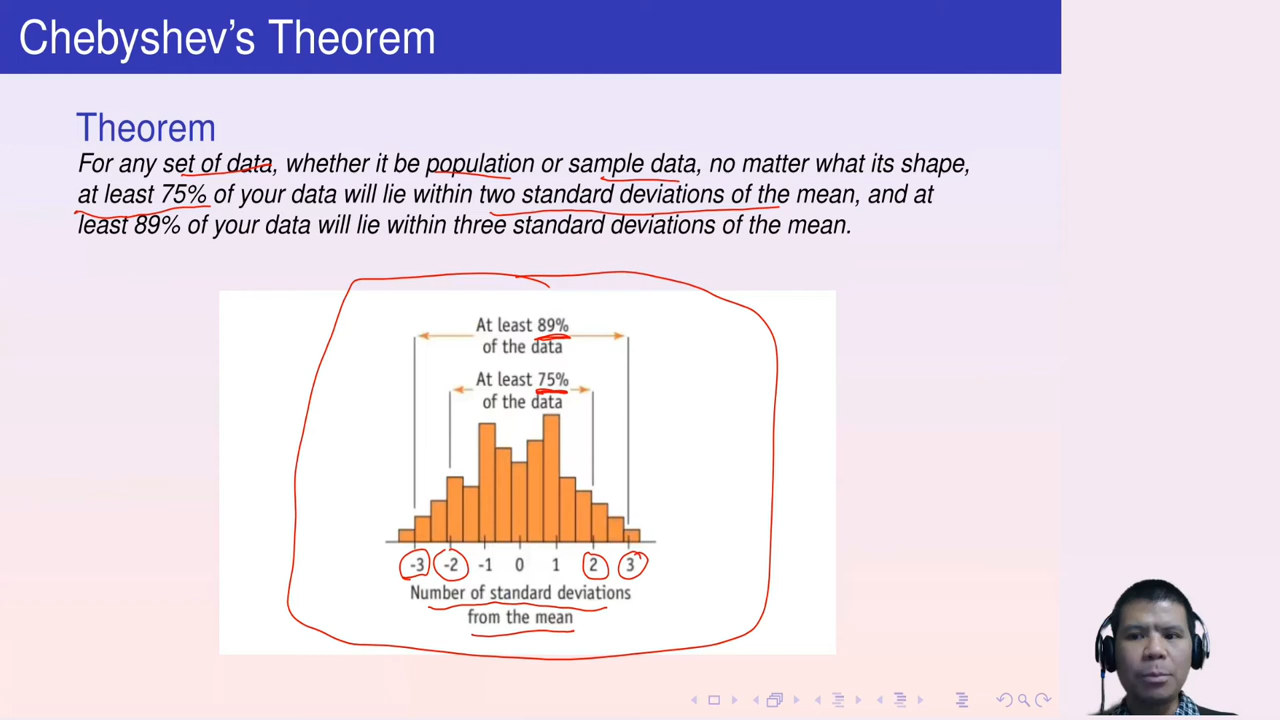 Chebyshev's Theorem
Theorem
For any set of data, whether it be population or sample data, no matter what its shape,
at least 75% of your data will lie within two standard deviations of the mean, and at
least 89% of your data will lie within three standard deviations of the mean.
At least 89%
of the data
At least 75%
of the data
-3 -2 -1 0 1 2 3
Number of standard deviations
from the mean